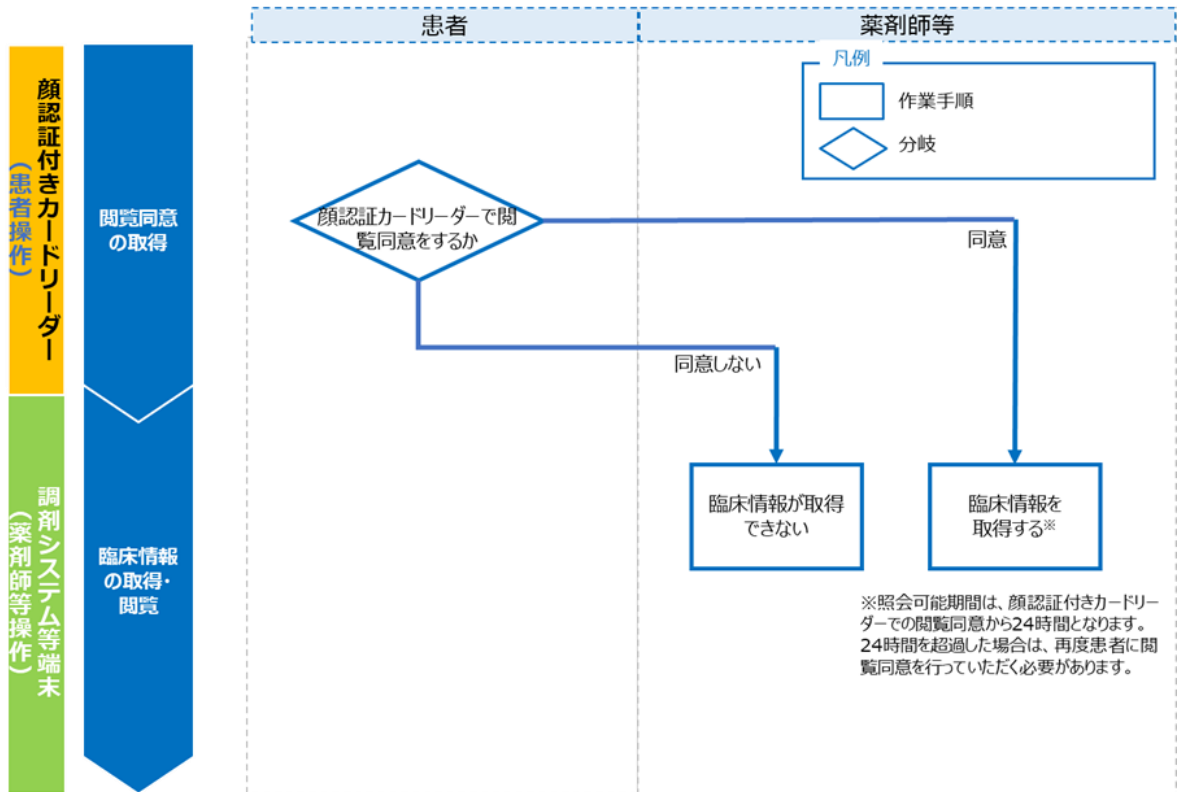 患者
薬剤師等
凡例
作業手順
分岐
顔認証付きカードリーダー
（患者操作）
閲覧同意
の取得
顔認証カードリーダーで閲
覧同意をするか
同意
同意しない
調剤システム等端末
（薬剤師等操作）
臨床情報
の取得・
閲覧
臨床情報が取得
できない
臨床情報を
取得する※
※照会可能期間は、顔認証付きカードリー
ダーでの閲覧同意から24時間となります。
24時間を超過した場合は、再度患者に閲
覧同意を行っていただく必要があります。